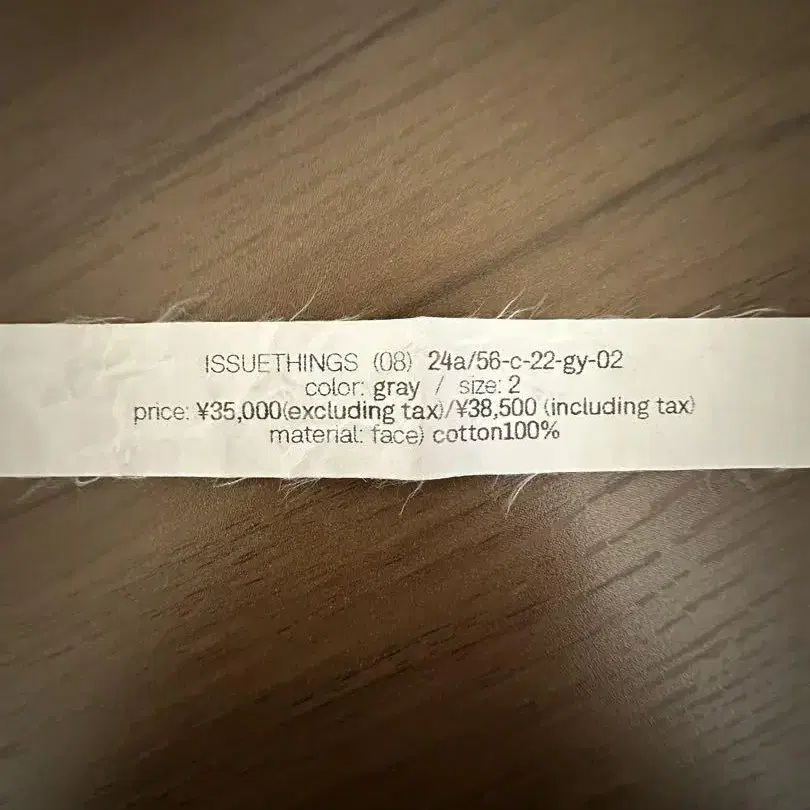 ISSUETHINGS (08) 24a/56-c-22-gy-02
color: gray / size: 2
price: ¥35,000(excluding tax)/¥38,500 (including tax)
material: face) cotton100%